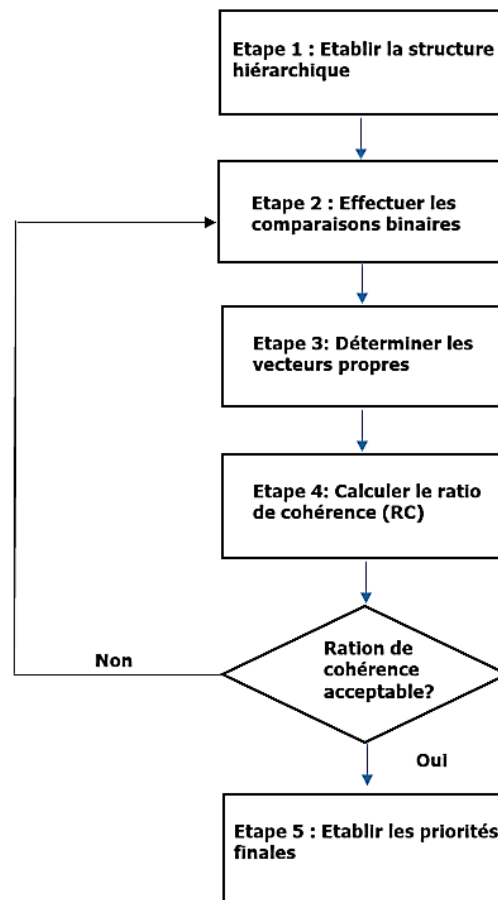 Etape 1 : Etablir la structure
hiérarchique
Etape 2 : Effectuer les
comparaisons binaires
Etape 3: Déterminer les
vecteurs propres
Etape 4: Calculer le ratio
de cohérence (RC)
Ration de
cohérence
acceptable?
Non
Oui
Etape 5 : Etablir les priorités
finales